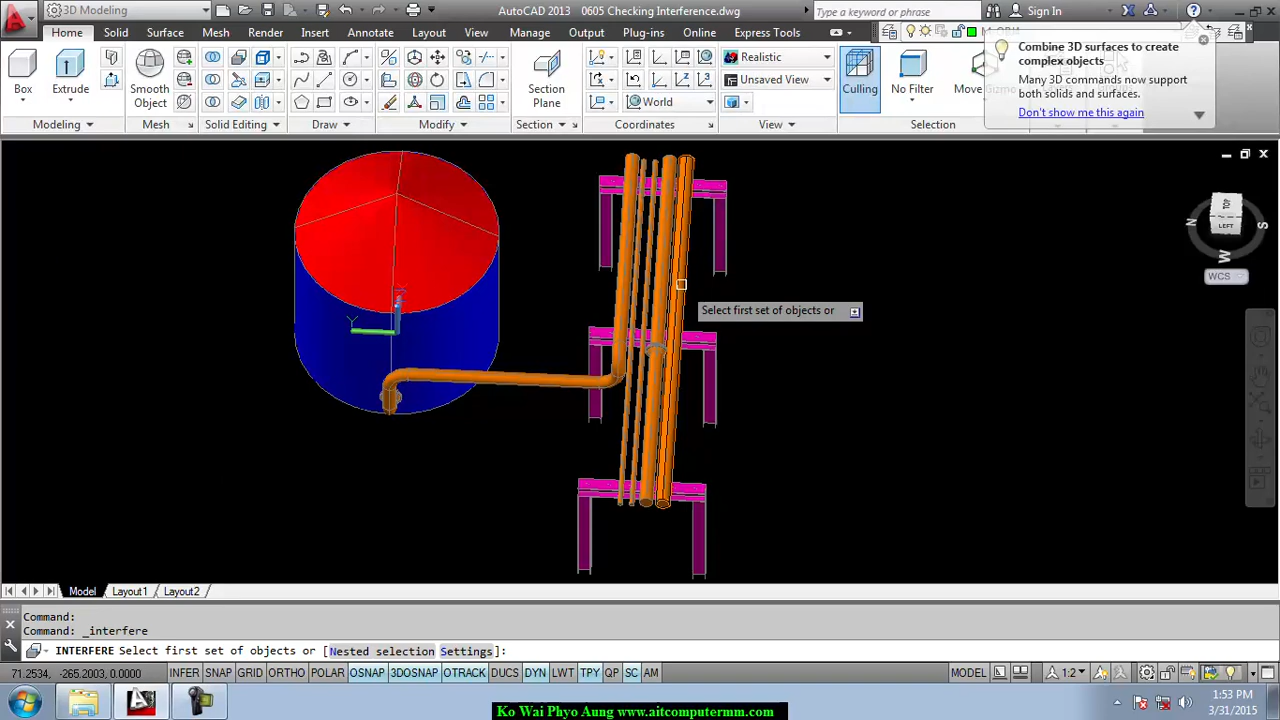 3D Modeling
AutoCAD 2013 0605 Checking Interference.dwg
Type a keyword or phrase
Sign In
Home Solid Surface Annotate Layout View Insert Manage Output Plug-ins Online Express Tools
Combine 3D surfaces to create
complex objects
Many 3D commands now support
both solids and surfaces.
Don't show me this again
Box Extrude Smooth
Object
Section
Plane
Realistic
Unsaved View
World
Culling No Filter
Modeling Mesh Solid Editing Draw Modify Section Coordinates View Selection
TOP
LEFT
N S
W
WCS
Y
Select first set of objects or
Model Layout1 Layout2
Command:
Command: _interfere
INTERFERE Select first set of objects or [Nested selection Settings]:
71.2534, -265.2003, 0.0000 INFER SNAP GRID ORTHO POLAR OSNAP 3DOSNAP OTRACK DUCS DYN LWT TPY QP SC AM MODEL 1:2
1:53 PM
3/31/2015
Ko Wai Phyo Aung www.aitcomputermm.com